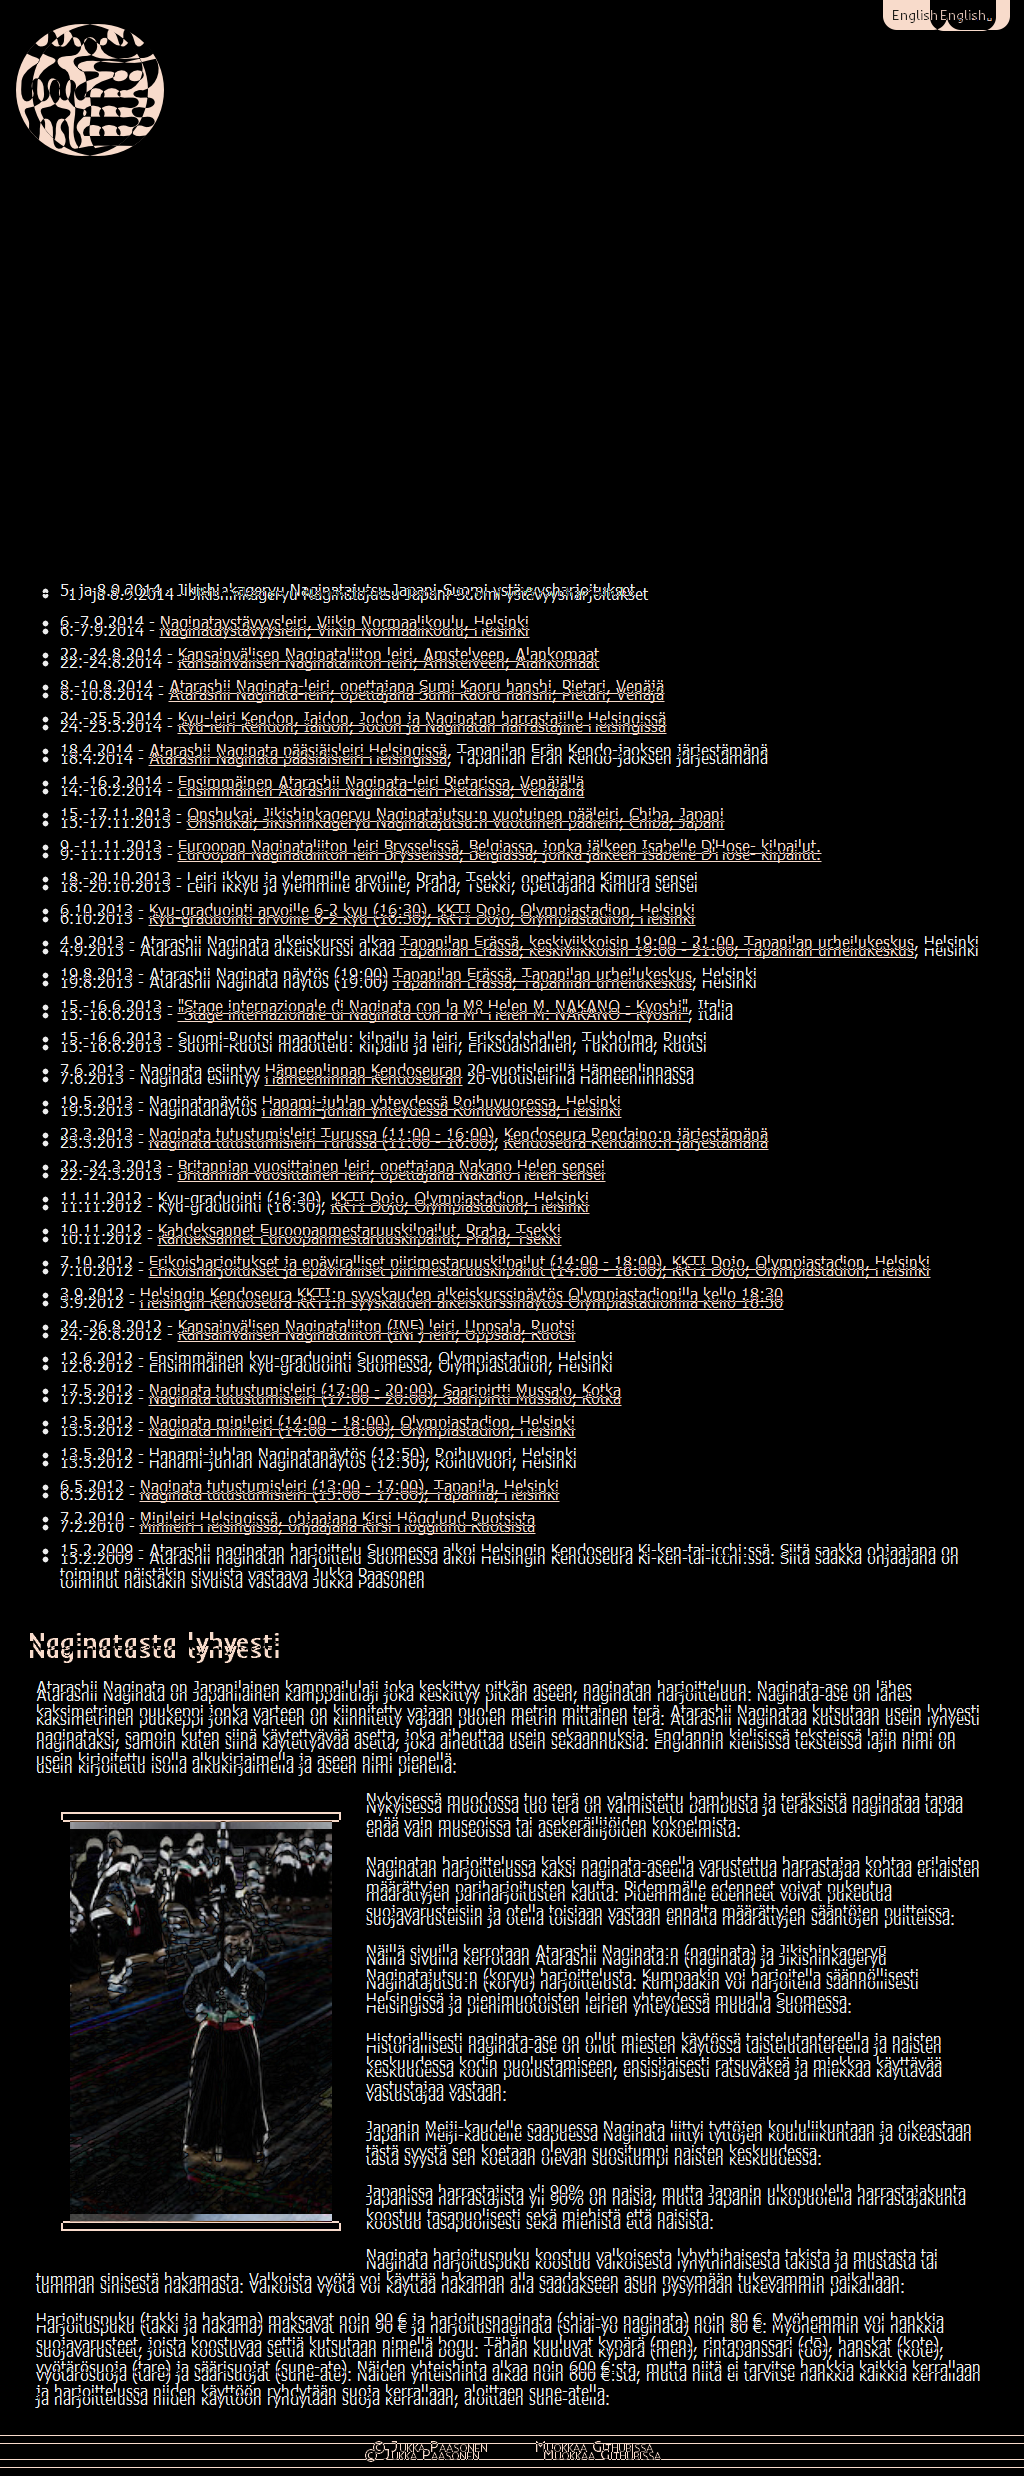 English English
5. ja 8.9.2014 - Jikishinkageryu Naginatajutsu Japani-Suomi ystävyysharjoitukset
6.-7.9.2014 - Naginataystävyysleiri, Viikin Normaalikoulu, Helsinki
22.-24.8.2014 - Kansainvälisen Naginataliiton leiri, Amstelveen, Alankomaat
8.-10.8.2014 - Atarashii Naginata-leiri, opettajana Sumi Kaoru hanshi, Pietari, Venäjä
24.-25.5.2014 - Kyu-leiri Kendon, Iaidon, Jodon ja Naginatan harrastajille Helsingissä
18.4.2014 - Atarashii Naginata pääsiäisleiri Helsingissä, Tapanilan Erän Kendo-jaoksen järjestämänä
14.-16.2.2014 - Ensimmäinen Atarashii Naginata-leiri Pietarissa, Venäjällä
15.-17.11.2013 - Onshukai, Jikishinkageryu Naginatajutsu:n vuotuinen pääleiri, Chiba, Japani
9.-11.11.2013 - Euroopan Naginataliiton leiri Brysselissä, Belgiassa, jonka jälkeen Isabelle D'Hose- kilpailut.
18.-20.10.2013 - Leiri ikkyu ja ylemmille arvoille, Praha, Tsekki, opettajana Kimura sensei
6.10.2013 - Kyu-graduointi arvoille 6-2 kyu (16:30), KKTI Dojo, Olympiastadion, Helsinki
4.9.2013 - Atarashii Naginata alkeiskurssi alkaa Tapanilan Erässä, keskiviikkoisin 19:00 - 21:00, Tapanilan urheilukeskus, Helsinki
19.8.2013 - Atarashii Naginata näytös (19:00) Tapanilan Erässä, Tapanilan urheilukeskus, Helsinki
15.-16.6.2013 - "Stage internazionale di Naginata con la M° Helen M. NAKANO - Kyoshi", Italia
15.-16.6.2013 - Suomi-Ruotsi maaottelu: kilpailu ja leiri, Eriksdalshallen, Tukholma, Ruotsi
7.6.2013 - Naginata esiintyy Hämeenlinnan Kendoseuran 20-vuotisleirillä Hämeenlinnassa
19.5.2013 - Naginatanäytös Hanami-juhlan yhteydessä Roihuvuoressa, Helsinki
23.3.2013 - Naginata tutustumisleiri Turussa (11:00 - 16:00), Kendoseura Rendaino:n järjestämänä
22.-24.3.2013 - Britannian vuosittainen leiri, opettajana Nakano Helen sensei
11.11.2012 - Kyu-graduointi (16:30), KKTI Dojo, Olympiastadion, Helsinki
10.11.2012 - Kahdeksannet Euroopanmestaruuskilpailut, Praha, Tsekki
7.10.2012 - Erikoisharjoitukset ja epäviralliset piirimestaruuskilpailut (14:00 - 18:00), KKTI Dojo, Olympiastadion, Helsinki
3.9.2012 - Helsingin Kendoseura KKTI:n syyskauden alkeiskurssinäytös Olympiastadionilla kello 18:30
24.-26.8.2012 - Kansainvälisen Naginataliiton (INF) leiri, Uppsala, Ruotsi
12.6.2012 - Ensimmäinen kyu-graduointi Suomessa, Olympiastadion, Helsinki
17.5.2012 - Naginata tutustumisleiri (17:00 - 20:00), Saaripirtti Mussalo, Kotka
13.5.2012 - Naginata minileiri (14:00 - 18:00), Olympiastadion, Helsinki
13.5.2012 - Hanami-juhlan Naginatanäytös (12:50), Roihuvuori, Helsinki
6.5.2012 - Naginata tutustumisleiri (13:00 - 17:00), Tapanila, Helsinki
7.2.2010 - Minileiri Helsingissä, ohjaajana Kirsi Högglund Ruotsista
15.2.2009 - Atarashii naginatan harjoittelu Suomessa alkoi Helsingin Kendoseura Ki-ken-tai-icchi:ssä. Siitä saakka ohjaajana on
toiminut näistäkin sivuista vastaava Jukka Paasonen
Naginatasta lyhyesti
Atarashii Naginata on Japanilainen kamppailulaji joka keskittyy pitkän aseen, naginatan harjoitteluun. Naginata-ase on lähes
kaksimetrinen puukeppi jonka varteen on kiinnitetty vajaan puolen metrin mittainen terä. Atarashii Naginataa kutsutaan usein lyhyesti
naginataksi, samoin kuten siinä käytettyävää asetta, joka aiheuttaa usein sekaannuksia. Englannin kielisissä teksteissä lajin nimi on
usein kirjoitettu isolla alkukirjaimella ja aseen nimi pienellä.
Nykyisessä muodossa tuo terä on valmistettu bambusta ja teräksistä naginataa tapaa
enää vain museoissa tai asekeräilijöiden kokoelmista.
Naginatan harjoittelussa kaksi naginata-aseella varustettua harrastajaa kohtaa erilaisten
määrättyjen pariharjoitusten kautta. Pidemmälle edenneet voivat pukeutua
suojavarusteisiin ja otella toisiaan vastaan ennalta määrättyjen sääntöjen puitteissa.
Näillä sivuilla kerrotaan Atarashii Naginata:n (naginata) ja Jikishinkageryū
Naginatajutsu:n (koryu) harjoittelusta. Kumpaakin voi harjoitella säännöllisesti
Helsingissä ja pienimuotoisten leirien yhteydessä muualla Suomessa.
Historiallisesti naginata-ase on ollut miesten käytössä taistelutantereella ja naisten
keskuudessa kodin puolustamiseen, ensisijaisesti ratsuväkeä ja miekkaa käyttävää
vastustajaa vastaan.
Japanin Meiji-kaudelle saapuessa Naginata liittyi tyttöjen koululiikuntaan ja oikeastaan
tästä syystä sen koetaan olevan suositumpi naisten keskuudessa.
Japanissa harrastajista yli 90% on naisia, mutta Japanin ulkopuolella harrastajakunta
koostuu tasapuolisesti sekä miehistä että naisista.
Naginata harjoituspuku koostuu valkoisesta lyhythihaisesta takista ja mustasta tai
tumman sinisestä hakamasta. Valkoista vyötä voi käyttää hakaman alla saadakseen asun pysymään tukevammin paikallaan.
Harjoituspuku (takki ja hakama) maksavat noin 90 € ja harjoitusnaginata (shiai-yo naginata) noin 80 €. Myöhemmin voi hankkia
suojavarusteet, joista koostuvaa settiä kutsutaan nimellä bogu. Tähän kuuluvat kypärä (men), rintapanssari (dō), hanskat (kote),
vyötärösuoja (tare) ja säärisuojat (sune-ate). Näiden yhteishinta alkaa noin 600 €:sta, mutta niitä ei tarvitse hankkia kaikkia kerrallaan
ja harjoittelussa niiden käyttöön ryhdytään suoja kerrallaan, aloittaen sune-atella.
© Jukka Paasonen Muokkaa Githubissa